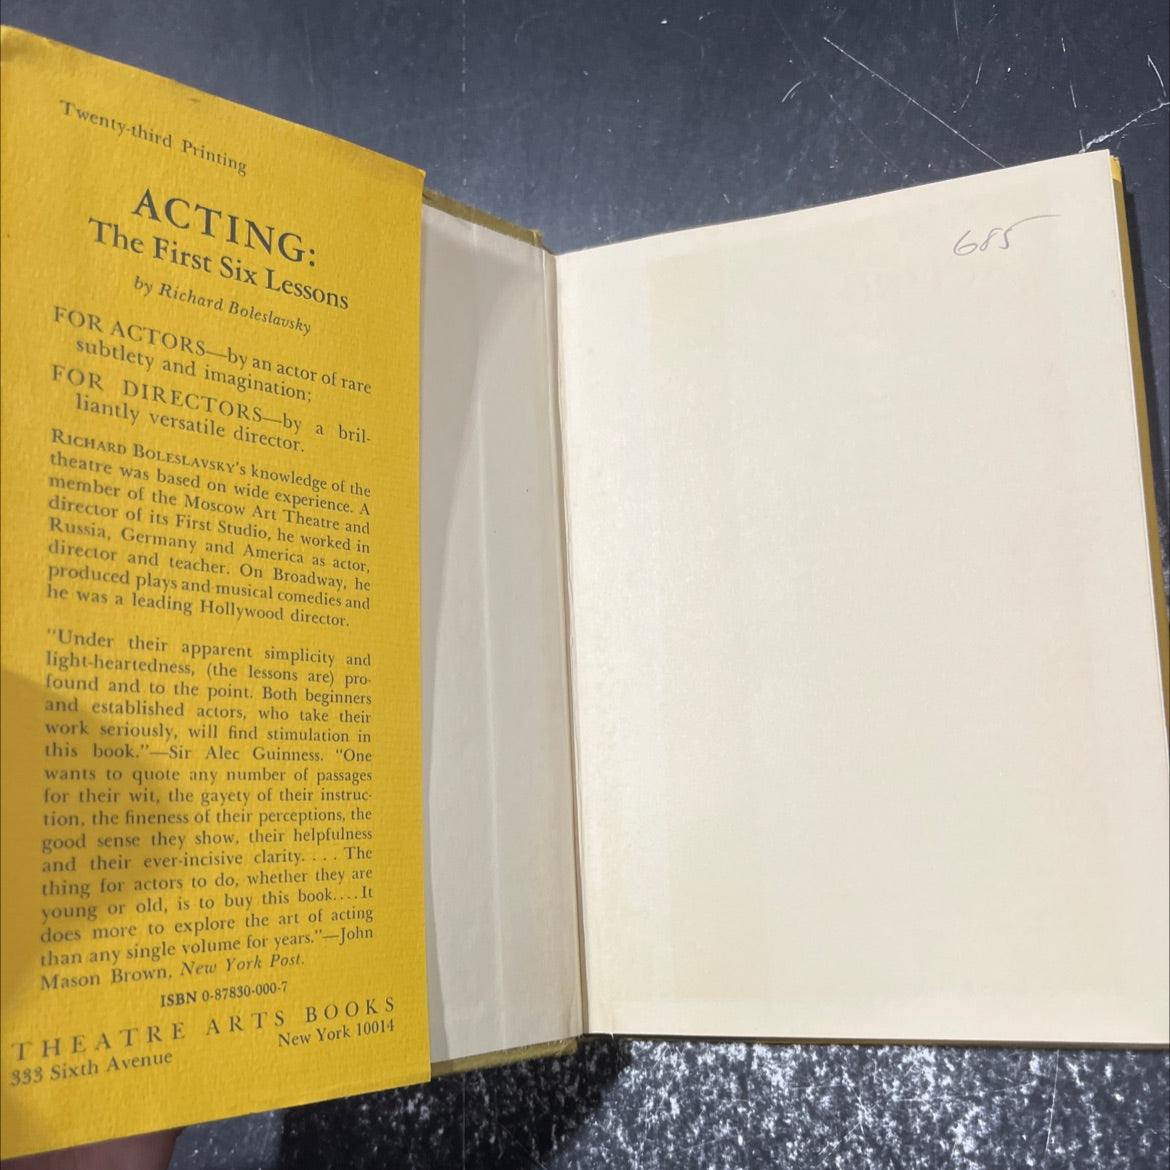 Twenty-third Printing
ACTING:
The First Six Lessons
by Richard Boleslavsky
FOR ACTORS—by an actor of rare
subtlety and imagination;
FOR DIRECTORS—by a bril-
liantly versatile director.
RICHARD BOLESLAVSKY'S knowledge of the
theatre was based on wide experience. A
member of the Moscow Art Theatre and
director of its First Studio, he worked in
Russia, Germany and America as actor,
director and teacher. On Broadway, he
produced plays and musical comedies and
he was a leading Hollywood director.
"Under their apparent simplicity and
light-heartedness, (the lessons are) pro-
found and to the point. Both beginners
and established actors, who take their
work seriously, will find stimulation in
this book."—Sir Alec Guinness. "One
wants to quote any number of passages
for their wit, the gayety of their instruc-
tion, the fineness of their perceptions, the
good sense they show, their helpfulness
and their ever-incisive clarity. . . . The
thing for actors to do, whether they are
young or old, is to buy this book. . . . It
does more to explore the art of acting
than any single volume for years."—John
Mason Brown, New York Post.
ISBN 0-87830-000-7
THEATRE ARTS BOOKS
333 Sixth Avenue New York 10014
685